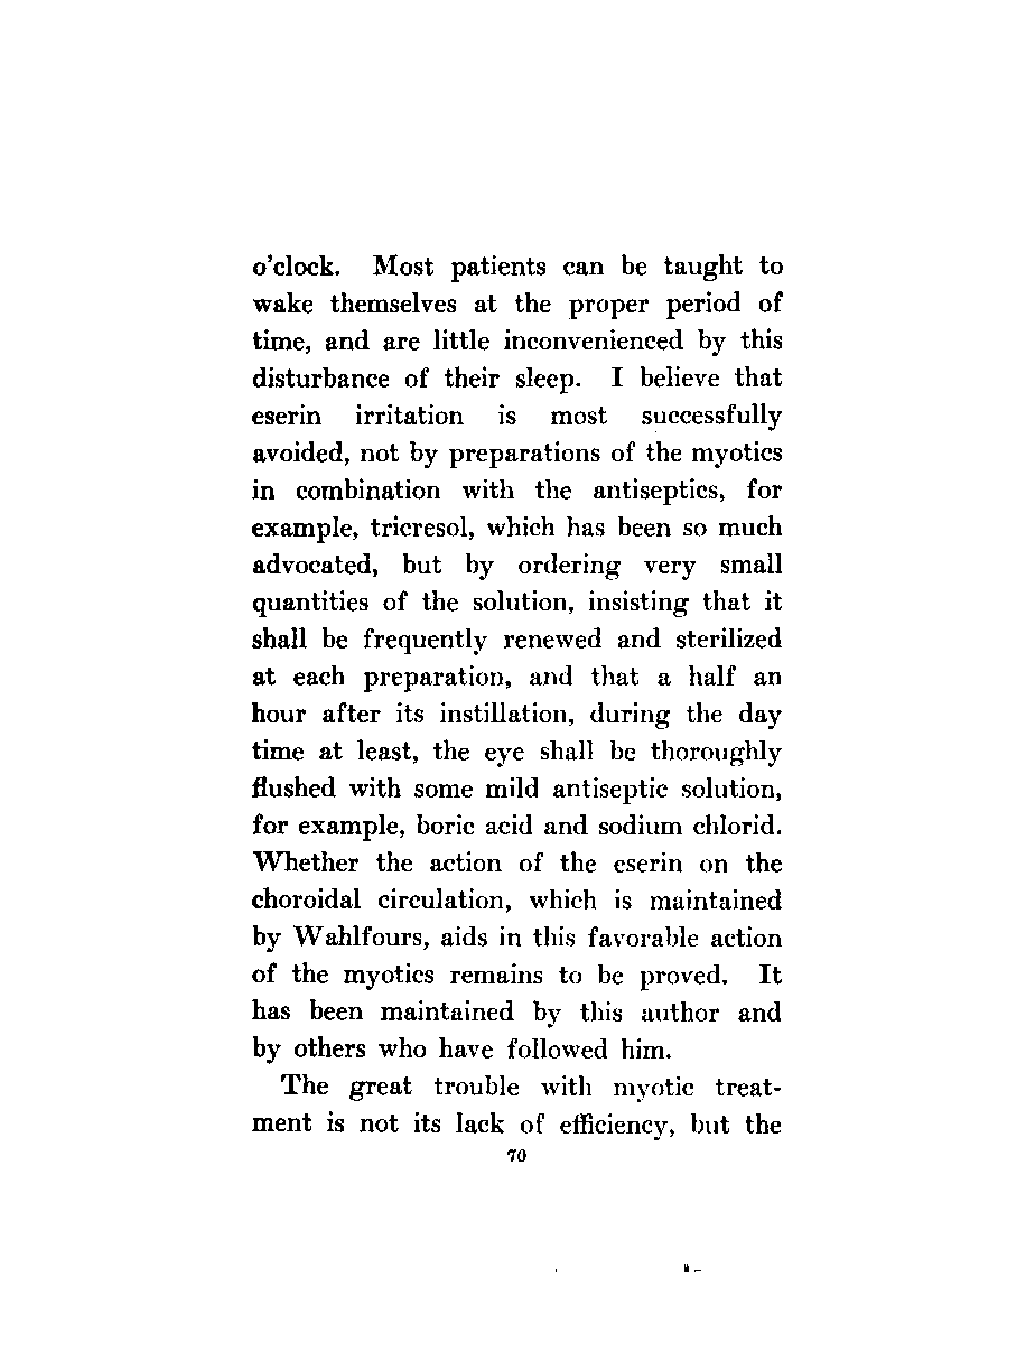 o'clock. Most patients can be taught to
wake themselves at the proper period of
time, and are little inconvenienced by this
disturbance of their sleep. I believe that
eserin irritation is most successfully
avoided, not by preparations of the myotics
in combination with the antiseptics, for
example, tricresol, which has been so much
advocated, but by ordering very small
quantities of the solution, insisting that it
shall be frequently renewed and sterilized
at each preparation, and that a half an
hour after its instillation, during the day
time at least, the eye shall be thoroughly
flushed with some mild antiseptic solution,
for example, boric acid and sodium chlorid.
Whether the action of the eserin on the
choroidal circulation, which is maintained
by Wahlfours, aids in this favorable action
of the myotics remains to be proved. It
has been maintained by this author and
by others who have followed him.
The great trouble with myotic treat-
ment is not its lack of efficiency, but the
70